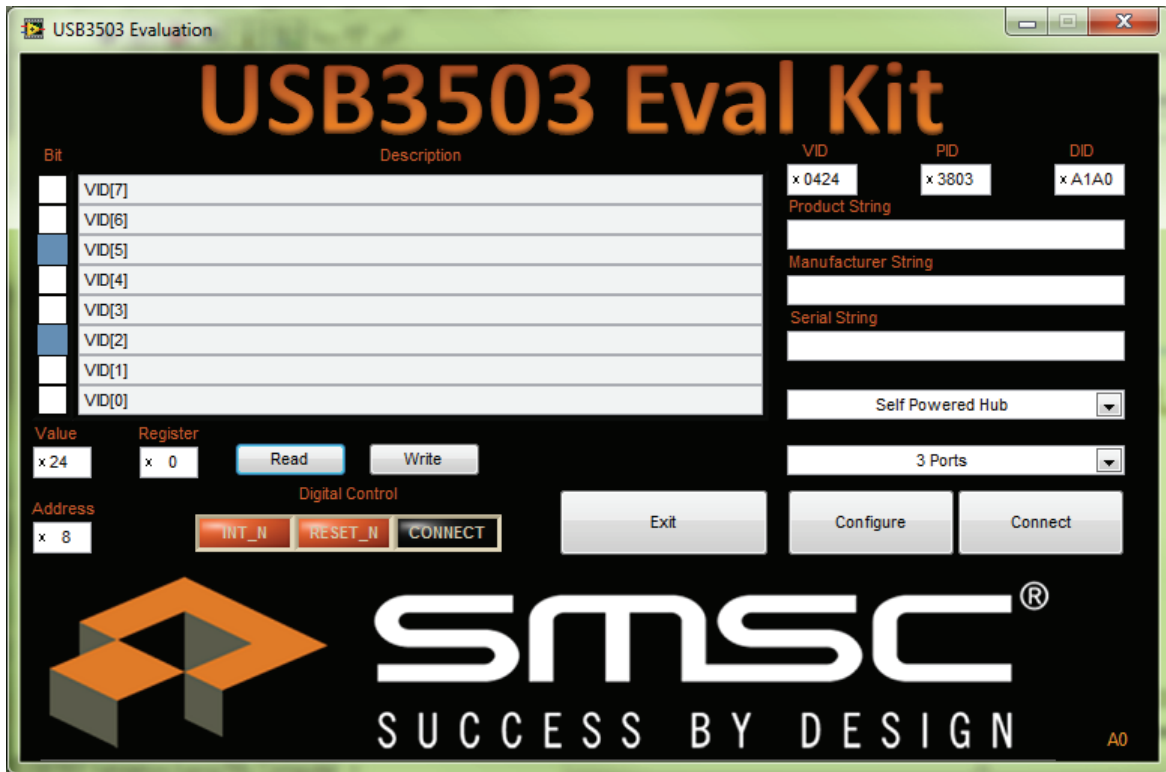 USB3503 Evaluation
USB3503 Eval Kit
Bit Description
VID[7]
VID[6]
VID[5]
VID[4]
VID[3]
VID[2]
VID[1]
VID[0]
VID PID DID
x 0424 x 3803 x A1A0
Product String
Manufacturer String
Serial String
Self Powered Hub
3 Ports
Value Register
x 24 x 0 Read Write
Address Digital Control
x 8 INT_N RESET_N CONNECT
Exit Configure Connect
SMSC®
SUCCESS BY DESIGN
A0